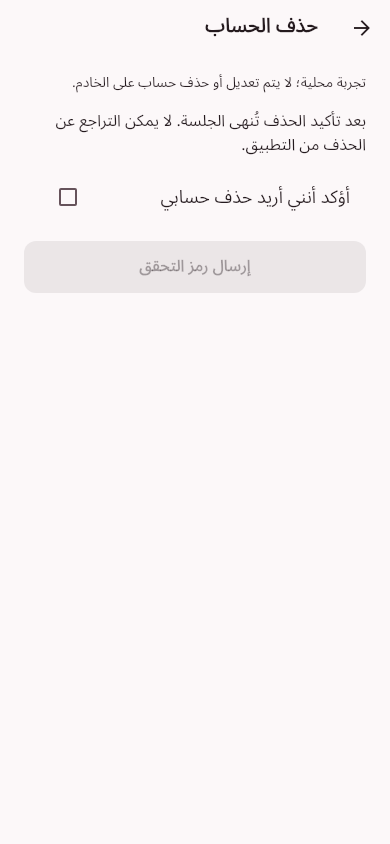 حذف الحساب
تجربة محلية؛ لا يتم تعديل أو حذف حساب على الخادم.
بعد تأكيد الحذف تُنهى الجلسة. لا يمكن التراجع عن
الحذف من التطبيق.
أؤكد أنني أريد حذف حسابي
إرسال رمز التحقق